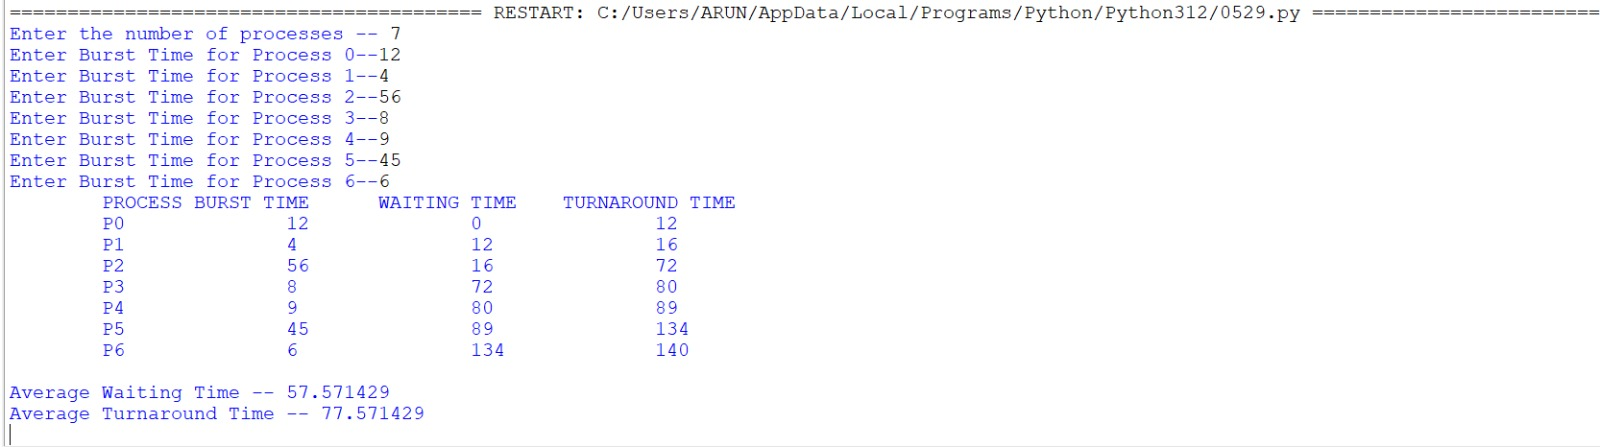 ======================================== RESTART: C:/Users/ARUN/AppData/Local/Programs/Python/Python312/0529.py ========================
Enter the number of processes -- 7
Enter Burst Time for Process 0--12
Enter Burst Time for Process 1--4
Enter Burst Time for Process 2--56
Enter Burst Time for Process 3--8
Enter Burst Time for Process 4--9
Enter Burst Time for Process 5--45
Enter Burst Time for Process 6--6
PROCESS BURST TIME WAITING TIME TURNAROUND TIME
P0 12 0 12
P1 4 12 16
P2 56 16 72
P3 8 72 80
P4 9 80 89
P5 45 89 134
P6 6 134 140
Average Waiting Time -- 57.571429
Average Turnaround Time -- 77.571429